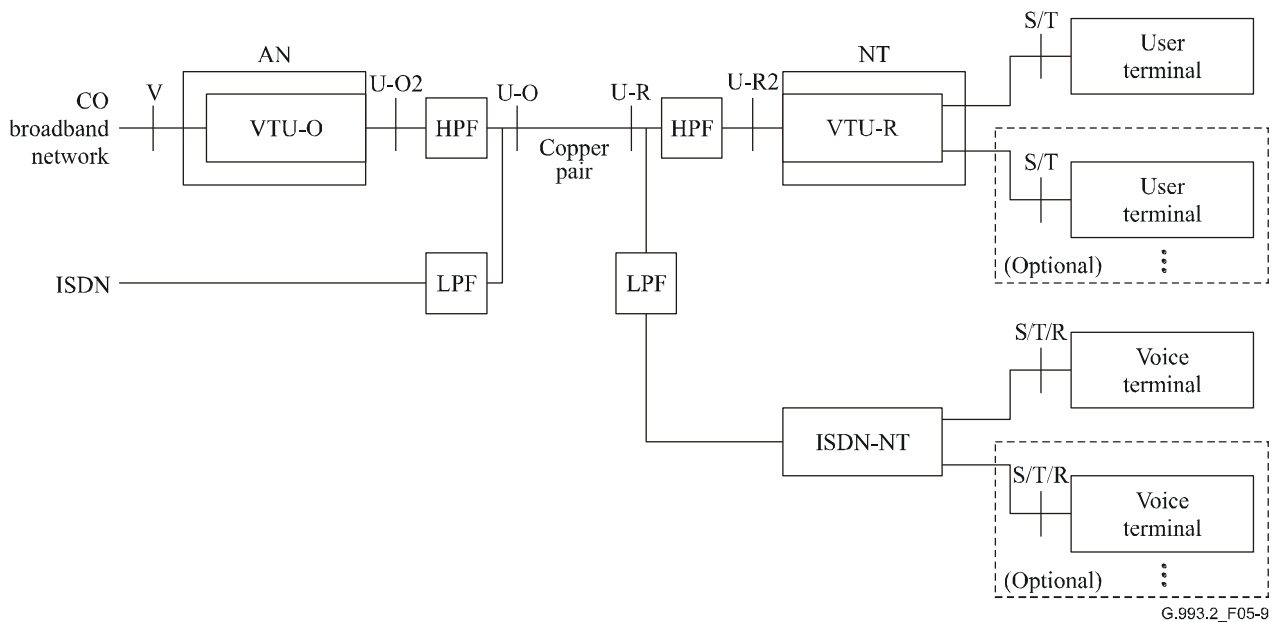 S/T
User
terminal
AN
NT
CO
broadband
network
V
VTU-O
U-O2
HPF
U-O
Copper
pair
U-R
HPF
U-R2
VTU-R
S/T
User
terminal
(Optional)
ISDN
LPF
LPF
S/T/R
Voice
terminal
ISDN-NT
S/T/R
Voice
terminal
(Optional)
G.993.2_F05-9